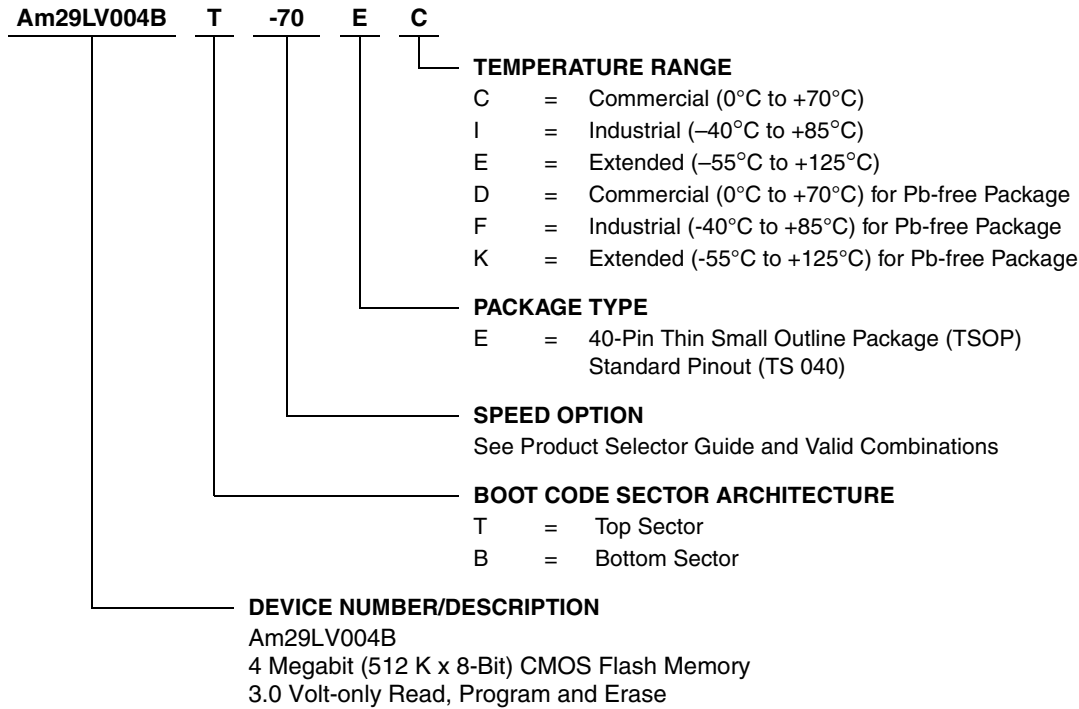 Am29LV004B T -70 E C
TEMPERATURE RANGE
C = Commercial (0°C to +70°C)
I = Industrial (–40°C to +85°C)
E = Extended (–55°C to +125°C)
D = Commercial (0°C to +70°C) for Pb-free Package
F = Industrial (-40°C to +85°C) for Pb-free Package
K = Extended (-55°C to +125°C) for Pb-free Package
PACKAGE TYPE
E = 40-Pin Thin Small Outline Package (TSOP)
Standard Pinout (TS 040)
SPEED OPTION
See Product Selector Guide and Valid Combinations
BOOT CODE SECTOR ARCHITECTURE
T = Top Sector
B = Bottom Sector
DEVICE NUMBER/DESCRIPTION
Am29LV004B
4 Megabit (512 K x 8-Bit) CMOS Flash Memory
3.0 Volt-only Read, Program and Erase